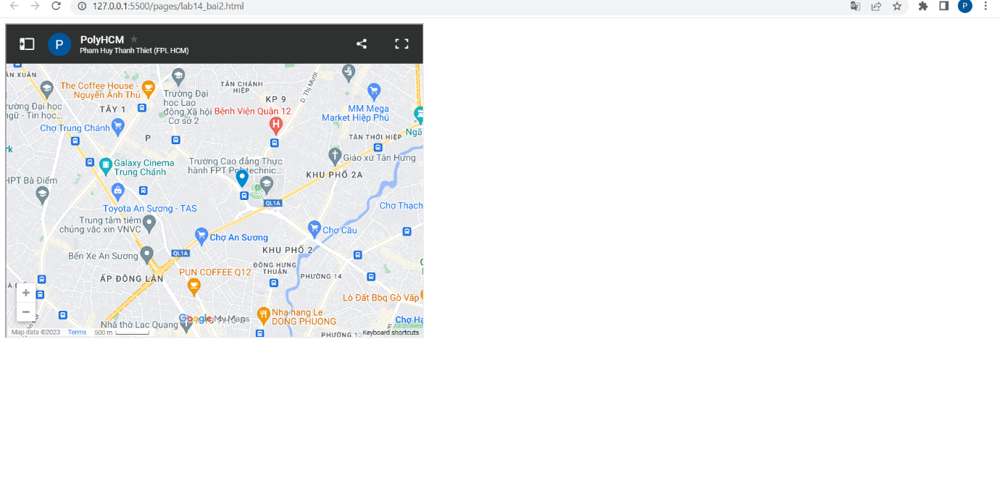 127.0.0.1:5500/pages/lab14_bai2.html
P
P
PolyHCM
Pham Huy Thanh Thiet (FPL HCM)
ÂN XUÂN
The Coffee House -
Nguyễn Ảnh Thủ
Trường Đại
học Lao
động Xã hội
- Cơ sở 2
TÂN CHÁNH
HIỆP
KP 9
D. Thị Mười
MM Mega
Market Hiệp Phú
rường Đại học
ngữ - Tin học...
TÂY 1
Bệnh Viện Quận 12
H
Chợ Trung Chánh
P
TÂN THỚI HIỆP
Ngã
rk
Galaxy Cinema
Trung Chánh
Trường Cao đẳng Thực
hành FPT Polytechnic...
Giáo xứ Tân Hưng
KHU PHỐ 2A
HPT Bà Điểm
QL1A
Toyota An Sương - TAS
Chợ Thạch
Trung tâm tiêm
chủng vắc xin VNVC
Chợ An Sương
Chợ Cầu
QL1A
Bến Xe An Sương
KHU PHỐ 2
ĐÔNG HƯNG
THUẬN
ẤP ĐÔNG LÂN
PUN COFFEE Q12
PHƯỜNG 14
+
−
Lò Đất Bbq Gò Vấp
Nha hang Le
DONG PHUONG
Google My Maps
Nhà thờ Lạc Quang
Chợ Hạ
PHƯỜNG 12
Map data ©2023
Terms
500 m
Keyboard shortcuts